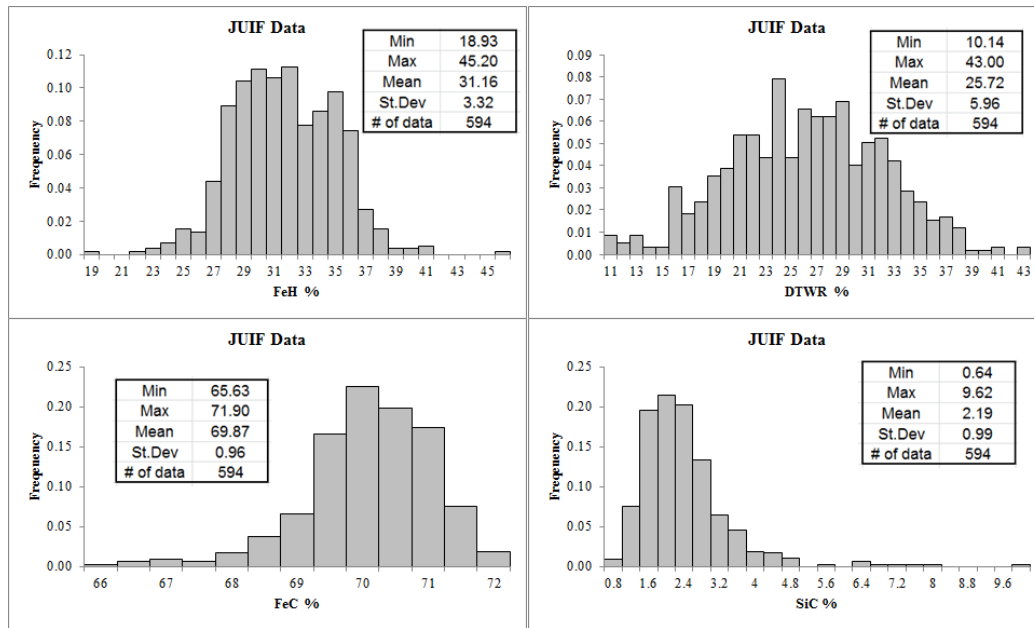 JUIF Data
Min 18.93
Max 45.20
Mean 31.16
St.Dev 3.32
# of data 594
0.12
0.10
0.08
0.06
0.04
0.02
0.00
Freqeuency
19 21 23 25 27 29 31 33 35 37 39 41 43 45
FeH %
JUIF Data
Min 10.14
Max 43.00
Mean 25.72
St.Dev 5.96
# of data 594
0.09
0.08
0.07
0.06
0.05
0.04
0.03
0.02
0.01
0.00
Freqeuency
11 13 15 17 19 21 23 25 27 29 31 33 35 37 39 41 43
DTWR %
JUIF Data
Min 65.63
Max 71.90
Mean 69.87
St.Dev 0.96
# of data 594
0.25
0.20
0.15
0.10
0.05
0.00
Freqeuency
66 67 68 69 70 71 72
FeC %
JUIF Data
Min 0.64
Max 9.62
Mean 2.19
St.Dev 0.99
# of data 594
0.25
0.20
0.15
0.10
0.05
0.00
Freqeuency
0.8 1.6 2.4 3.2 4 4.8 5.6 6.4 7.2 8 8.8 9.6
SiC %